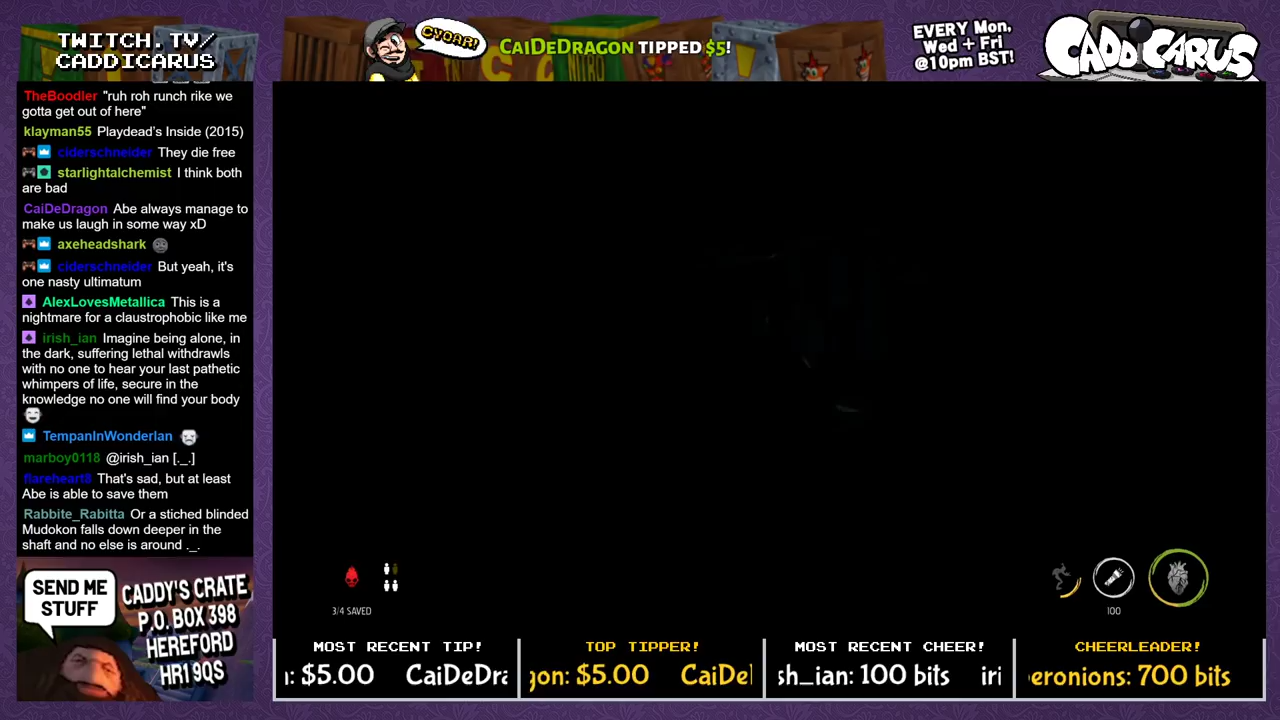 TWITCH.TV/
CADDICARUS
CYOAR!
CAIDEDRAGON TIPPED $5!
EVERY Mon,
Wed + Fri
@10pm BST!
CADDICARUS
NITRO
TheBoodler "ruh roh runch rike we
gotta get out of here"
klayman55 Playdead's Inside (2015)
ciderschneider They die free
starlightalchemist I think both
are bad
CaiDeDragon Abe always manage to
make us laugh in some way xD
axeheadshark
ciderschneider But yeah, it's
one nasty ultimatum
AlexLovesMetallica This is a
nightmare for a claustrophobic like me
irish_ian Imagine being alone, in
the dark, suffering lethal withdrawls
with no one to hear your last pathetic
whimpers of life, secure in the
knowledge no one will find your body
TempanInWonderlan
marboy0118 @irish_ian [._.]
flareheart8 That's sad, but at least
Abe is able to save them
Rabbite_Rabitta Or a stiched blinded
Mudokon falls down deeper in the
shaft and no else is around ._.
3/4 SAVED
100
SEND ME
STUFF
CADDY'S CRATE
P.O. BOX 398
HEREFORD
HR1 9QS
MOST RECENT TIP!
: $5.00 CaiDeDra
TOP TIPPER!
gon: $5.00 CaiDe
MOST RECENT CHEER!
sh_ian: 100 bits iri
CHEERLEADER!
eronions: 700 bits